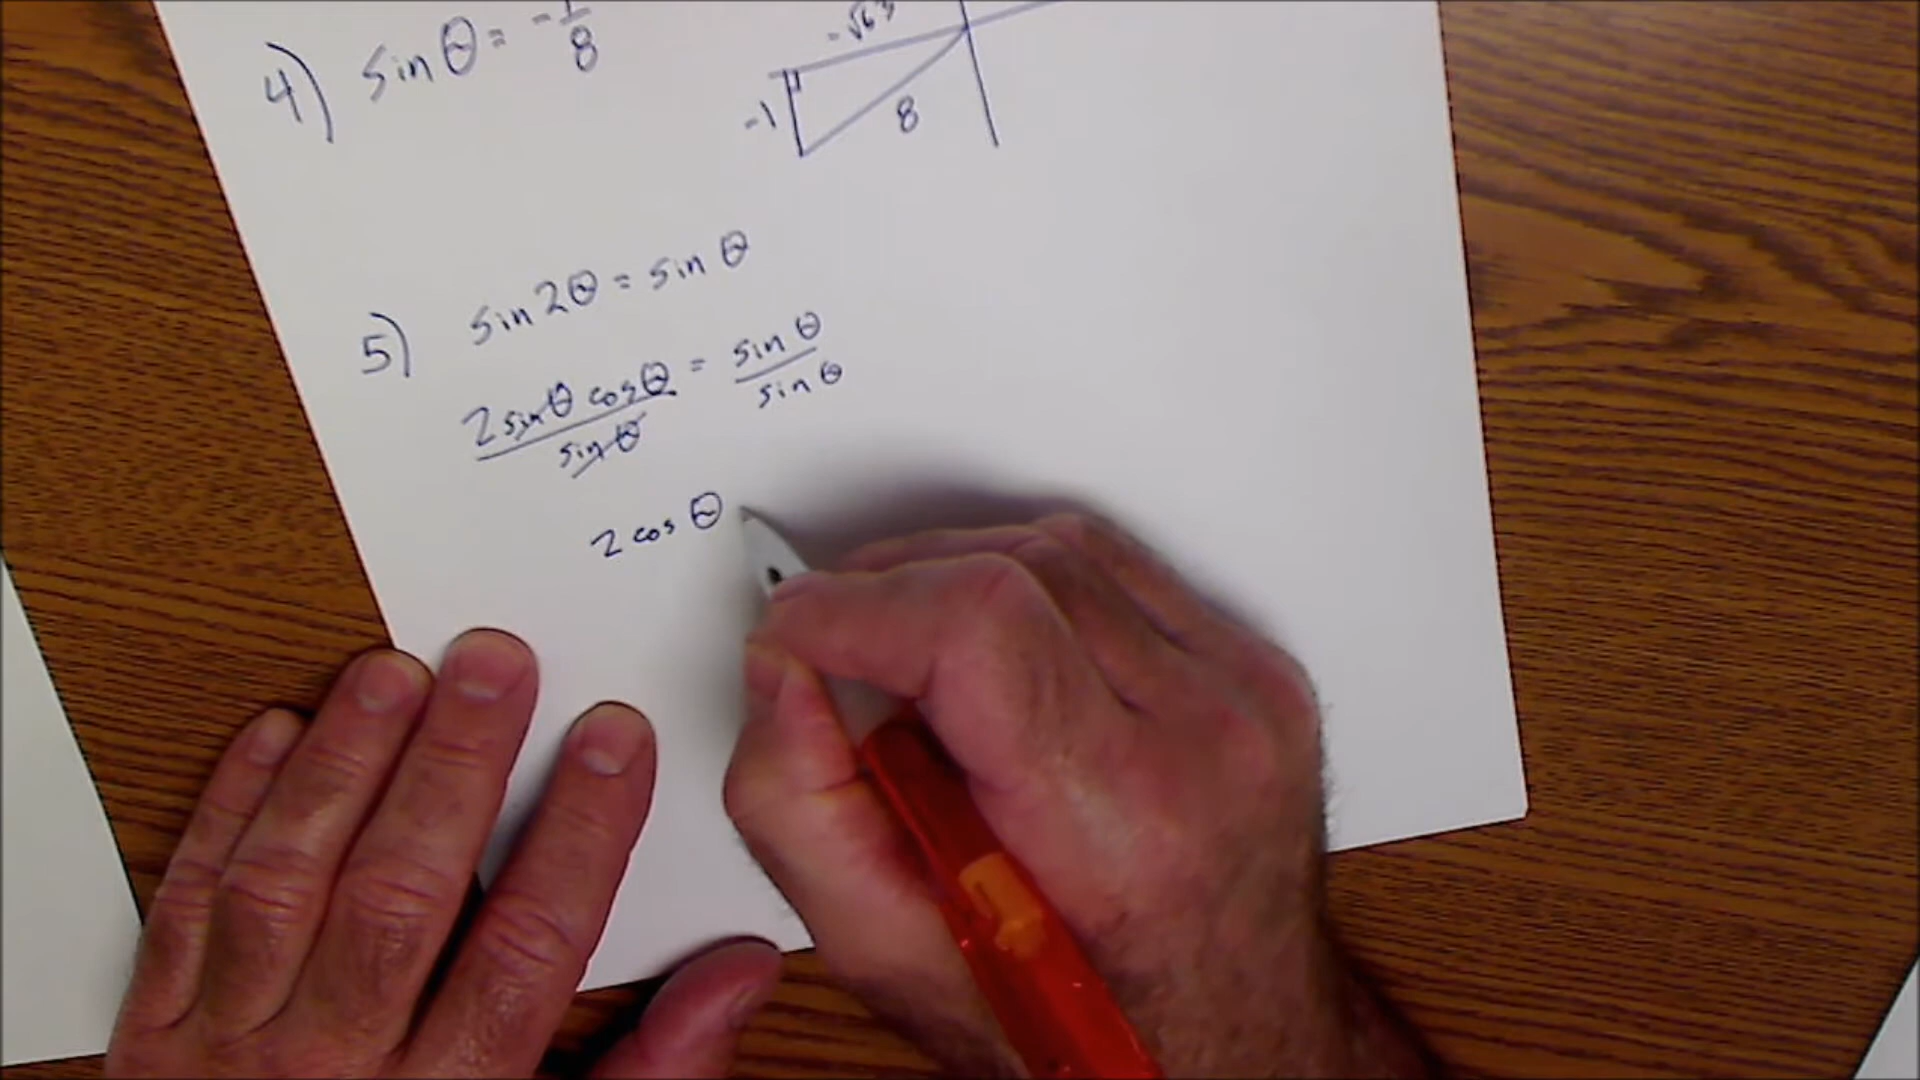 4) sin θ = -1/8
-√63
-1
8
5) sin 2θ = sin θ
2 sin θ cos θ / sin θ = sin θ / sin θ
2 cos θ